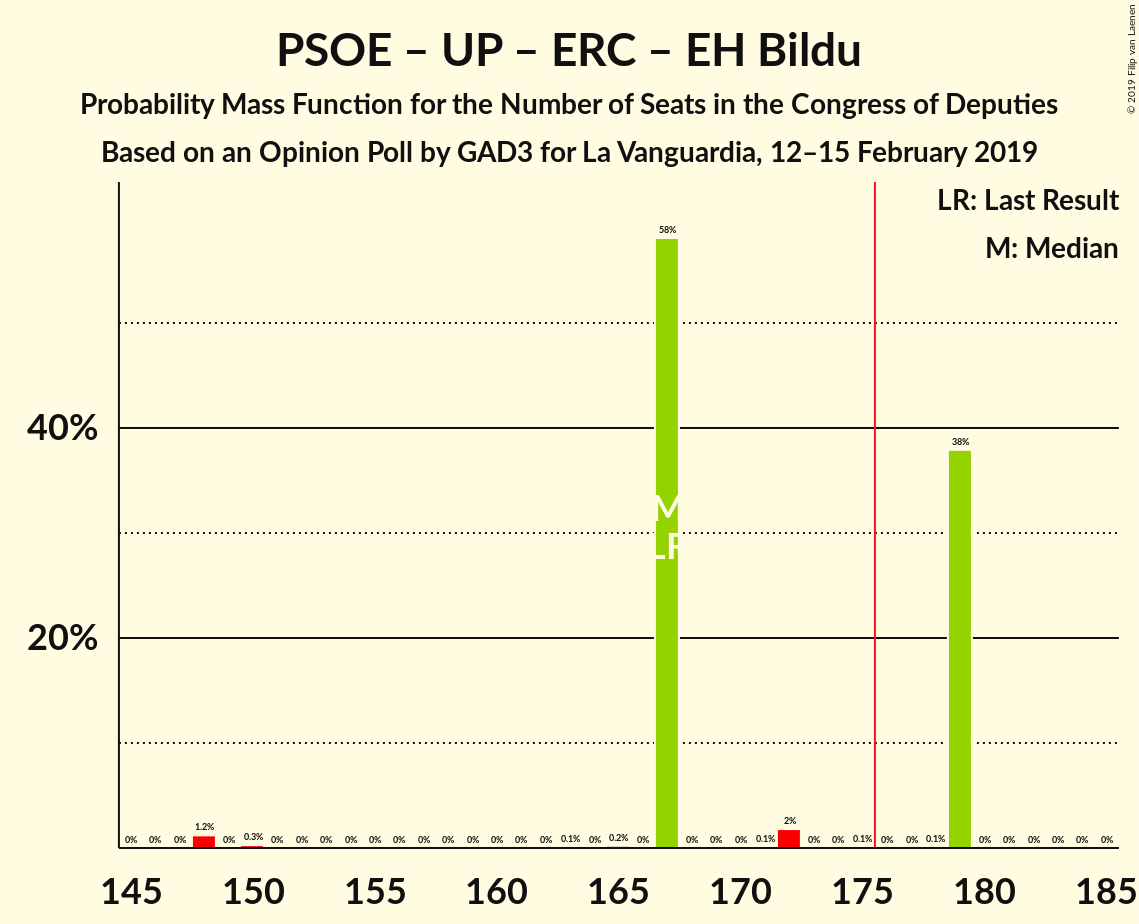 PSOE – UP – ERC – EH Bildu
Probability Mass Function for the Number of Seats in the Congress of Deputies
Based on an Opinion Poll by GAD3 for La Vanguardia, 12–15 February 2019
© 2019 Filip van Laenen
LR: Last Result
M: Median
58%
40%
38%
M
LR
20%
0% 0% 0% 1.2% 0% 0.3% 0% 0% 0% 0% 0% 0% 0% 0% 0% 0% 0% 0% 0.1% 0% 0.2% 0% 0% 0% 0% 0.1% 2% 0% 0% 0.1% 0% 0% 0.1% 0% 0% 0% 0% 0% 0%
145 150 155 160 165 170 175 180 185